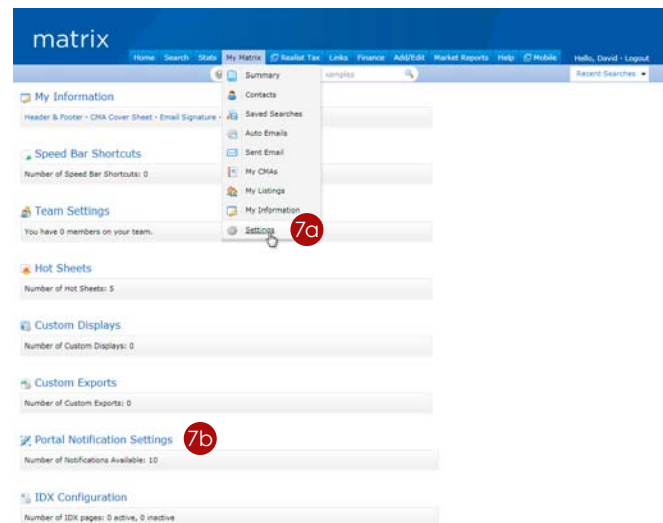 matrix
Home Search Stats My Matrix Realist Tax Links Finance Add/Edit Market Reports Help Mobile Hello, David · Logout
Summary samples Recent Searches
My Information Contacts
Header & Footer · CMA Cover Sheet · Email Signature · Saved Searches
Auto Emails
Speed Bar Shortcuts Sent Email
Number of Speed Bar Shortcuts: 0 My CMAs
My Listings
Team Settings My Information
You have 0 members on your team. Settings 7a
Hot Sheets
Number of Hot Sheets: 5
Custom Displays
Number of Custom Displays: 0
Custom Exports
Number of Custom Exports: 0
Portal Notification Settings 7b
Number of Notifications Available: 10
IDX Configuration
Number of IDX pages: 0 active, 0 inactive